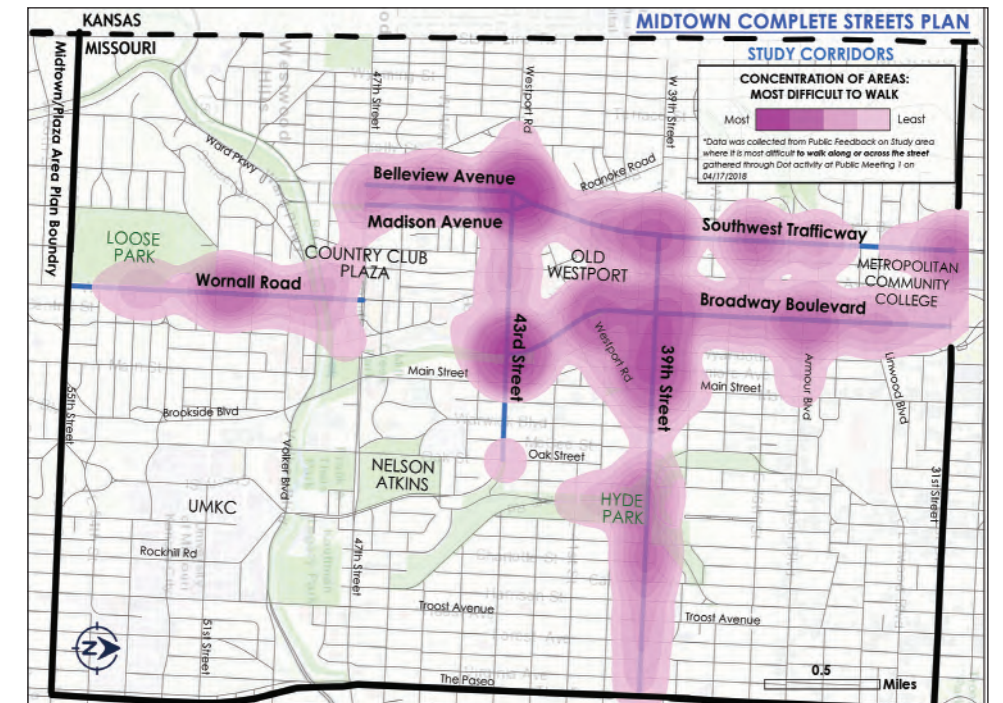 KANSAS
MIDTOWN COMPLETE STREETS PLAN
MISSOURI
STUDY CORRIDORS
CONCENTRATION OF AREAS:
MOST DIFFICULT TO WALK
Most
Least
*Data was collected from Public Feedback on Study area
where it is most difficult to walk along or across the street
gathered through Dot activity at Public Meeting 1 on
04/17/2018
Midtown/Plaza Area Plan Boundry
47th Street
Westport Rd
W 39th Street
Ward Pkwy
Roanoke Road
Belleview Avenue
Madison Avenue
Southwest Trafficway
LOOSE
PARK
COUNTRY CLUB
PLAZA
OLD
WESTPORT
METROPOLITAN
COMMUNITY
COLLEGE
Wornall Road
Broadway Boulevard
43rd Street
Westport Rd
39th Street
Main Street
Main Street
Armour Blvd
Linwood Blvd
55th Street
Brookside Blvd
Volker Blvd
Oak Street
NELSON
ATKINS
UMKC
HYDE
PARK
31st Street
Rockhill Rd
47th Street
Troost Avenue
Troost Avenue
51st Street
N
The Paseo
0.5
Miles